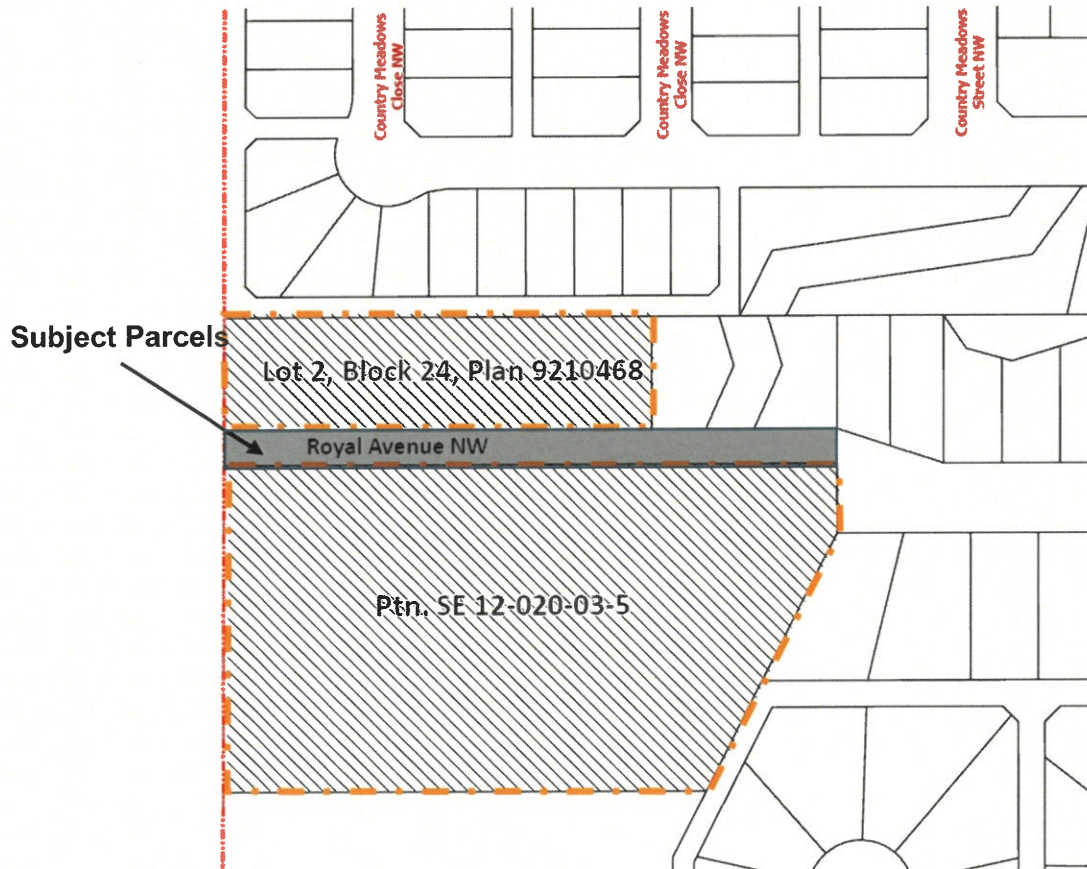 Country Meadows
Close NW
Country Meadows
Close NW
Country Meadows
Street NW
Subject Parcels
Lot 2, Block 24, Plan 9210468
Royal Avenue NW
Ptn. SE 12-020-03-5